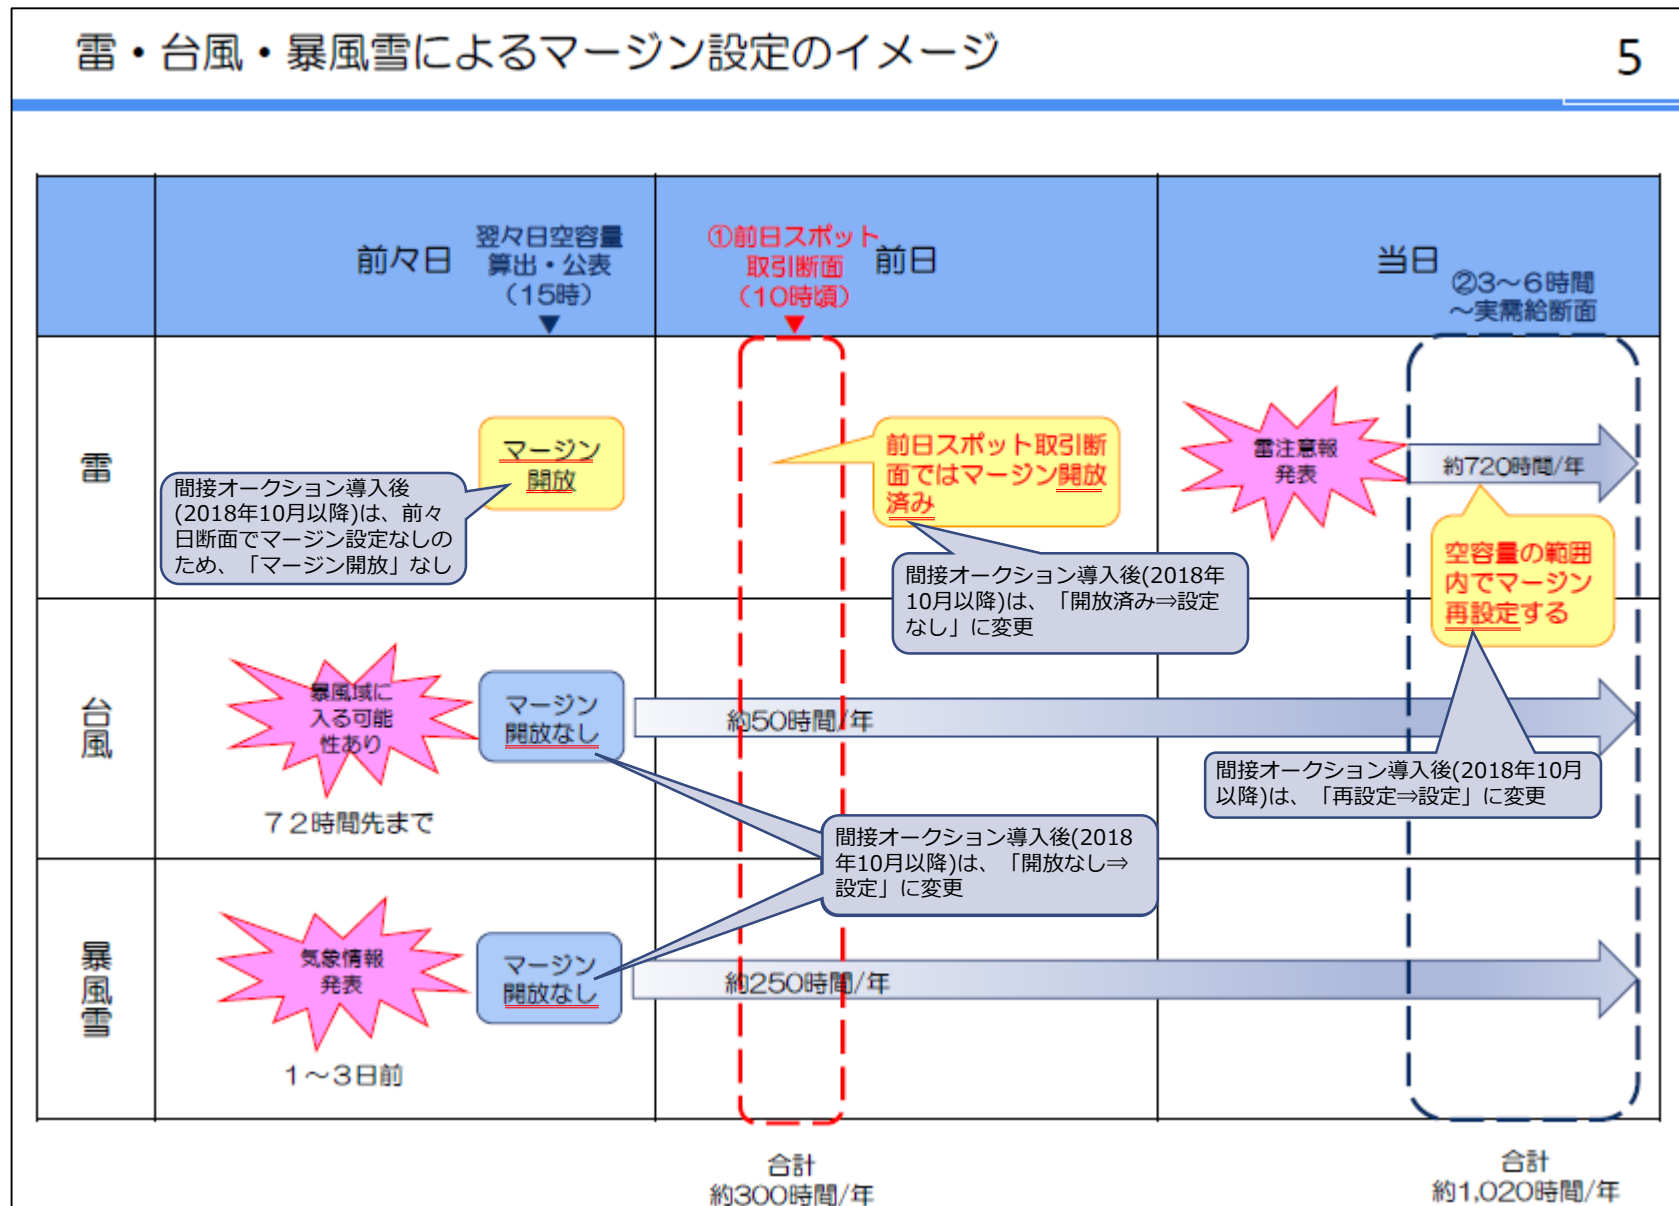 雷・台風・暴風雪によるマージン設定のイメージ
5
前々日
翌々日空容量
算出・公表
（15時）
▼
①前日スポット
取引断面
（10時頃）
▼
前日
当日
②3～6時間
～実需給断面
雷
マージン
開放
間接オークション導入後
(2018年10月以降)は、前々
日断面でマージン設定なしの
ため、「マージン開放」なし
前日スポット取引断
面ではマージン開放
済み
間接オークション導入後(2018年
10月以降)は、「開放済み⇒設定
なし」に変更
雷注意報
発表
約720時間/年
空容量の範囲
内でマージン
再設定する
間接オークション導入後(2018年10月
以降)は、「再設定⇒設定」に変更
台風
暴風域に
入る可能
性あり
72時間先まで
マージン
開放なし
約50時間/年
間接オークション導入後(2018
年10月以降)は、「開放なし⇒
設定」に変更
暴風雪
気象情報
発表
1～3日前
マージン
開放なし
約250時間/年
合計
約300時間/年
合計
約1,020時間/年